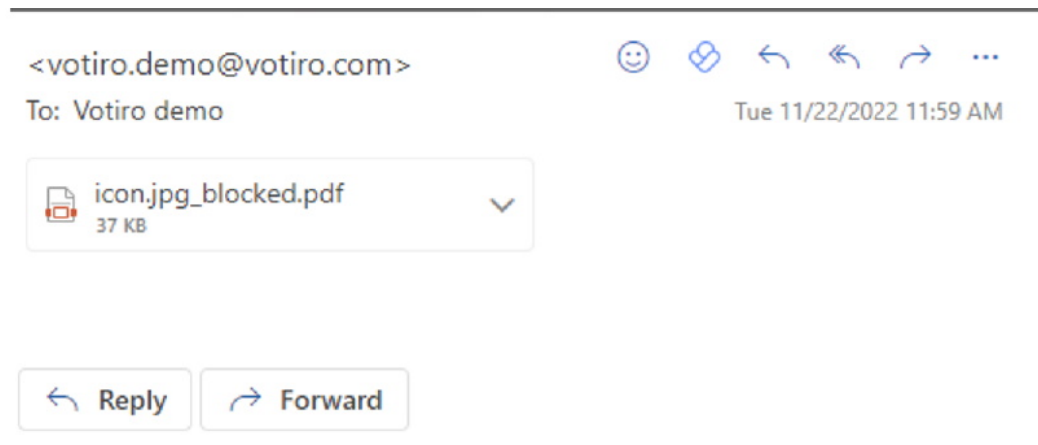 <votiro.demo@votiro.com>
To: Votiro demo
Tue 11/22/2022 11:59 AM
icon.jpg_blocked.pdf
37 KB
Reply
Forward